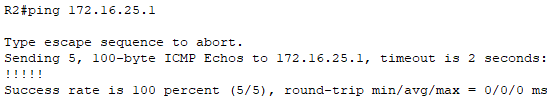 R2#ping 172.16.25.1
Type escape sequence to abort.
Sending 5, 100-byte ICMP Echos to 172.16.25.1, timeout is 2 seconds:
!!!!!
Success rate is 100 percent (5/5), round-trip min/avg/max = 0/0/0 ms